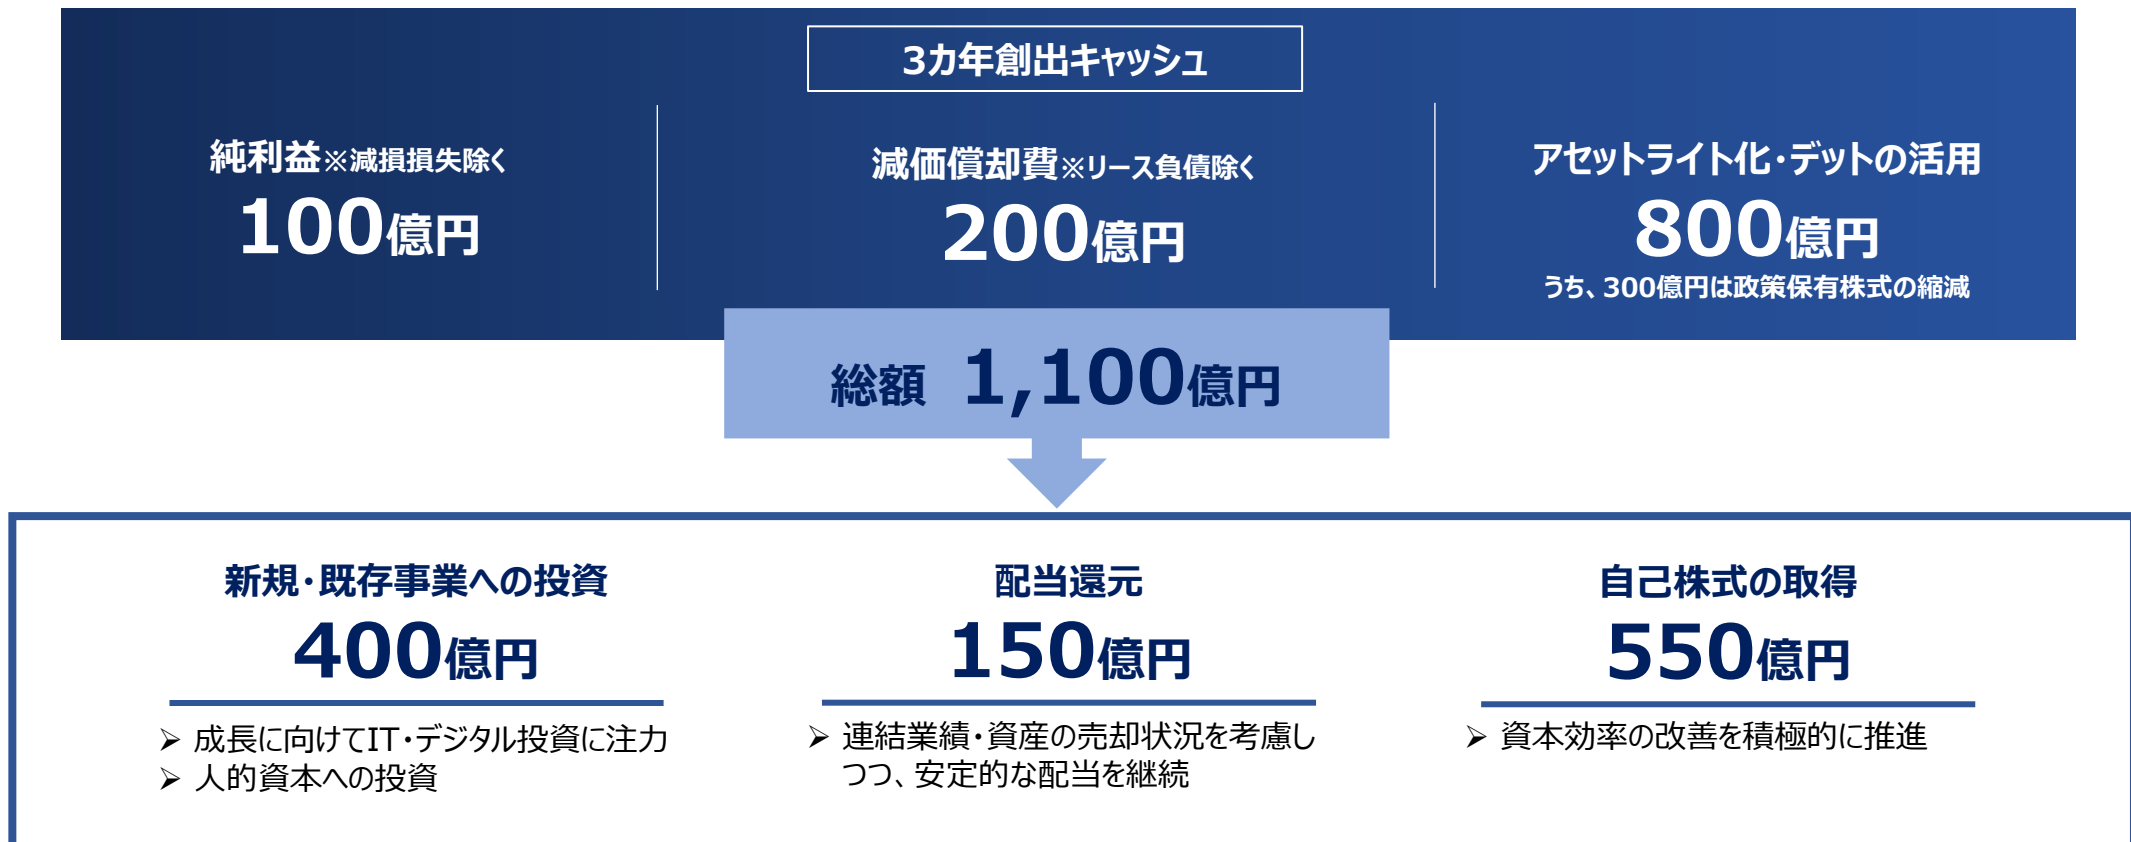 3カ年創出キャッシュ
純利益※減損損失除く
100億円
減価償却費※リース負債除く
200億円
アセットライト化・デットの活用
800億円
うち、300億円は政策保有株式の縮減
総額 1,100億円
新規・既存事業への投資
400億円
➢ 成長に向けてIT・デジタル投資に注力
➢ 人的資本への投資
配当還元
150億円
➢ 連結業績・資産の売却状況を考慮し
つつ、安定的な配当を継続
自己株式の取得
550億円
➢ 資本効率の改善を積極的に推進